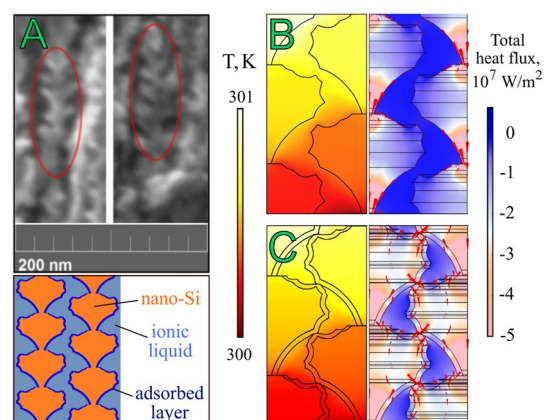 A
200 nm
nano-Si
ionic
liquid
adsorbed
layer
T, K
301
300
B
C
Total
heat flux,
10⁷ W/m²
0
-1
-2
-3
-4
-5